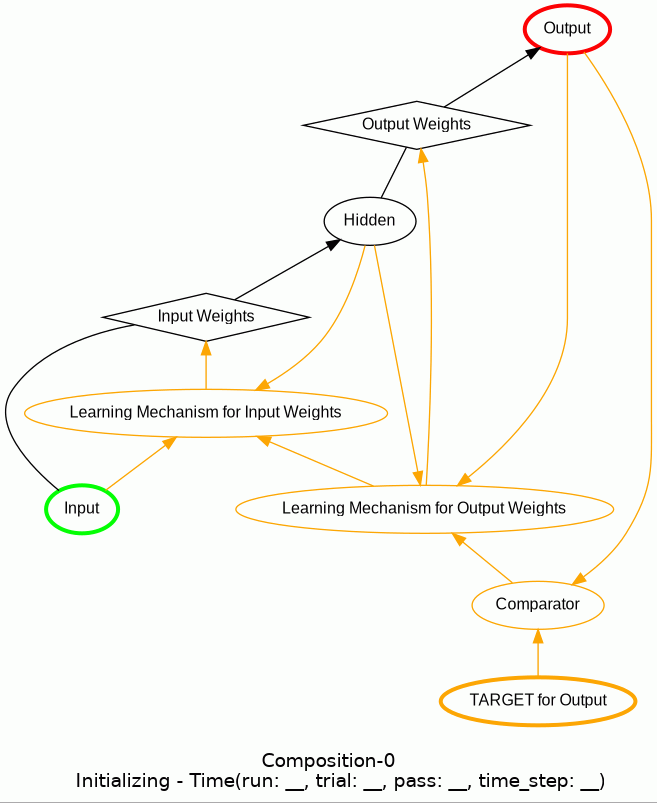 Output
Output Weights
Hidden
Input Weights
Learning Mechanism for Input Weights
Input
Learning Mechanism for Output Weights
Comparator
TARGET for Output
Composition-0
Initializing - Time(run: __, trial: __, pass: __, time_step: __)